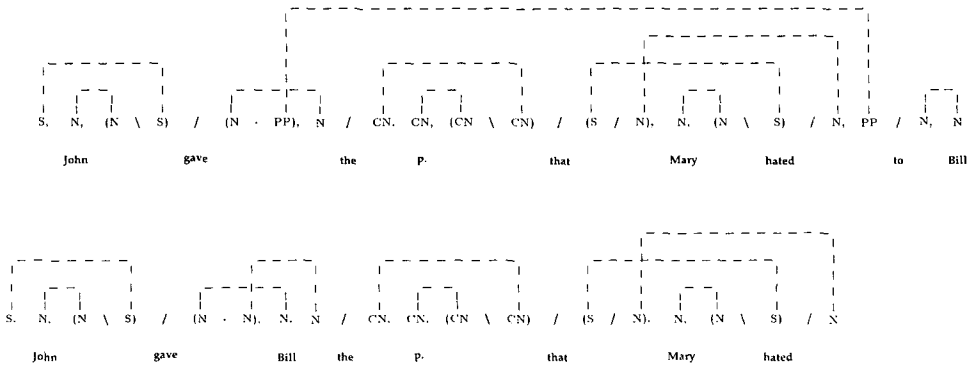 S, N, (N \ S) / (N · PP), N / CN. CN, (CN \ CN) / (S / N), N, (N \ S) / N, PP / N, N
John gave the P. that Mary hated to Bill
S. N. (N \ S) / (N · N), N. N / CN. CN, (CN \ CN) / (S / N). N, (N \ S) / N
John gave Bill the P. that Mary hated